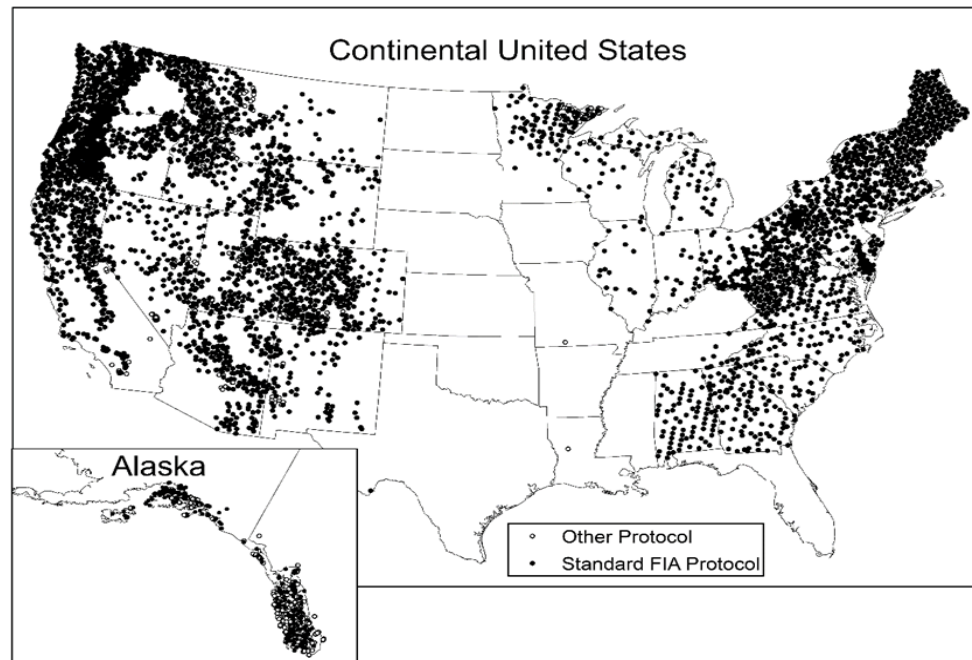 Continental United States
Alaska
Other Protocol
Standard FIA Protocol